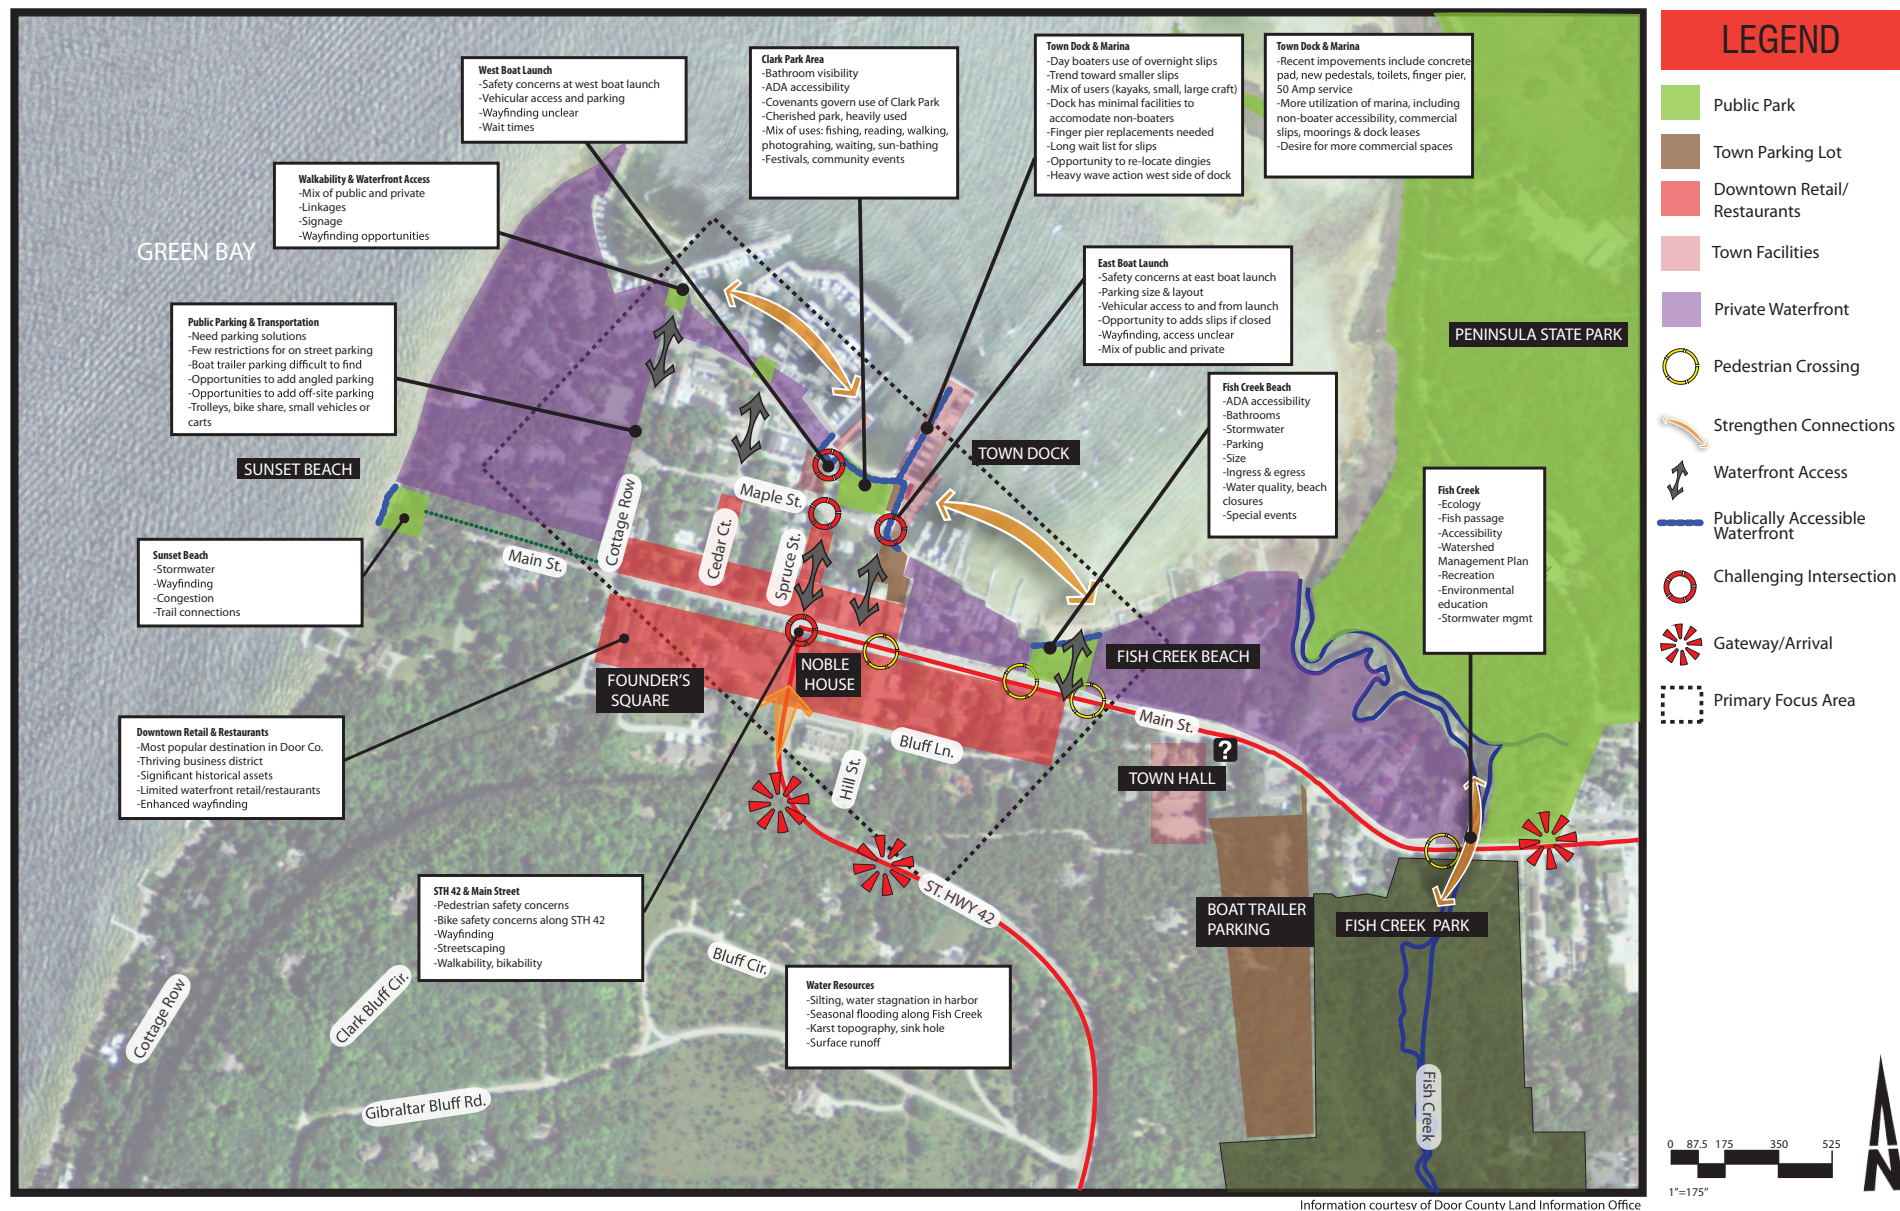 West Boat Launch
-Safety concerns at west boat launch
-Vehicular access and parking
-Wayfinding unclear
-Wait times
Clark Park Area
-Bathroom visibility
-ADA accessibility
-Covenants govern use of Clark Park
-Cherished park, heavily used
-Mix of uses: fishing, reading, walking,
photograhing, waiting, sun-bathing
-Festivals, community events
Town Dock & Marina
-Day boaters use of overnight slips
-Trend toward smaller slips
-Mix of users (kayaks, small, large craft)
-Dock has minimal facilities to
accomodate non-boaters
-Finger pier replacements needed
-Long wait list for slips
-Opportunity to re-locate dingies
-Heavy wave action west side of dock
Town Dock & Marina
-Recent impovements include concrete
pad, new pedestals, toilets, finger pier,
50 Amp service
-More utilization of marina, including
non-boater accessibility, commercial
slips, moorings & dock leases
-Desire for more commercial spaces
Walkability & Waterfront Access
-Mix of public and private
-Linkages
-Signage
-Wayfinding opportunities
GREEN BAY
East Boat Launch
-Safety concerns at east boat launch
-Parking size & layout
-Vehicular access to and from launch
-Opportunity to adds slips if closed
-Wayfinding, access unclear
-Mix of public and private
Public Parking & Transportation
-Need parking solutions
-Few restrictions for on street parking
-Boat trailer parking difficult to find
-Opportunities to add angled parking
-Opportunities to add off-site parking
-Trolleys, bike share, small vehicles or
carts
PENINSULA STATE PARK
Fish Creek Beach
-ADA accessibility
-Bathrooms
-Stormwater
-Parking
-Size
-Ingress & egress
-Water quality, beach
closures
-Special events
SUNSET BEACH
TOWN DOCK
Fish Creek
-Ecology
-Fish passage
-Accessibility
-Watershed
Management Plan
-Recreation
-Environmental
education
-Stormwater mgmt
Maple St.
Cottage Row
Cedar Ct.
Spruce St.
Main St.
Sunset Beach
-Stormwater
-Wayfinding
-Congestion
-Trail connections
FISH CREEK BEACH
NOBLE
HOUSE
FOUNDER'S
SQUARE
Main St.
Bluff Ln.
Hill St.
?
TOWN HALL
Downtown Retail & Restaurants
-Most popular destination in Door Co.
-Thriving business district
-Significant historical assets
-Limited waterfront retail/restaurants
-Enhanced wayfinding
STH 42 & Main Street
-Pedestrian safety concerns
-Bike safety concerns along STH 42
-Wayfinding
-Streetscaping
-Walkability, bikability
ST. HWY 42
BOAT TRAILER
PARKING
FISH CREEK PARK
Bluff Cir.
Clark Bluff Cir.
Cottage Row
Water Resources
-Silting, water stagnation in harbor
-Seasonal flooding along Fish Creek
-Karst topography, sink hole
-Surface runoff
Gibraltar Bluff Rd.
Fish Creek
LEGEND
Public Park
Town Parking Lot
Downtown Retail/
Restaurants
Town Facilities
Private Waterfront
Pedestrian Crossing
Strengthen Connections
Waterfront Access
Publically Accessible
Waterfront
Challenging Intersection
Gateway/Arrival
Primary Focus Area
0 87.5 175 350 525
1"=175"
N
Information courtesy of Door County Land Information Office